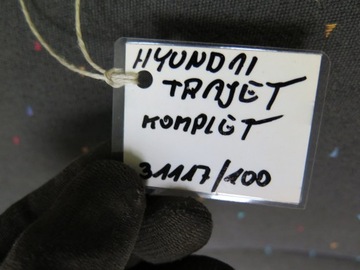 HYUNDAI
TRAJET
KOMPLET
31117/100